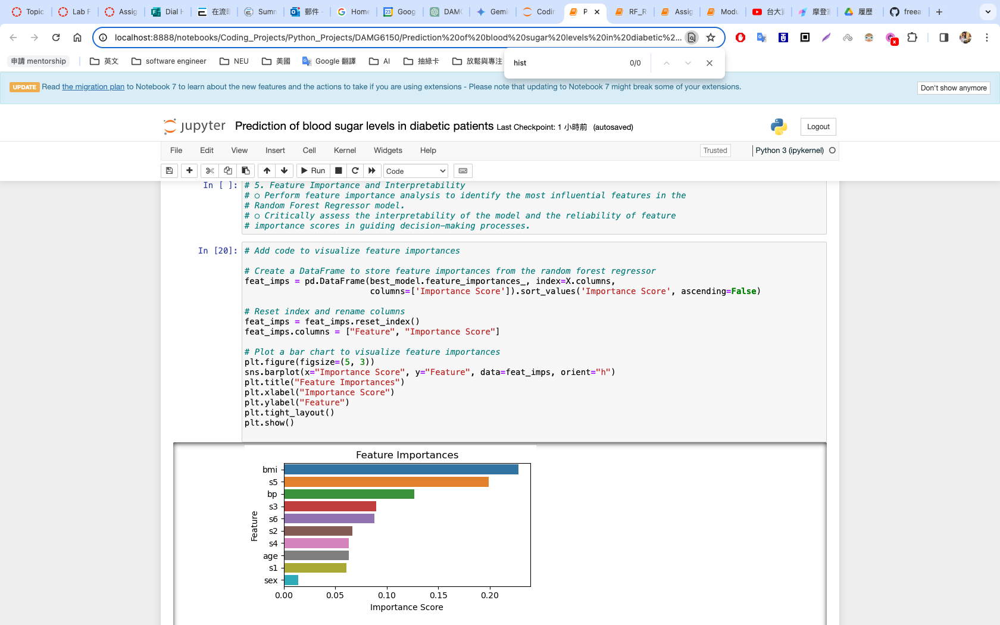 Topic
Lab F
Assig
Dial H
在流
Sumn
郵件 -
Home
Goog
DAMG
Gemi
Codin
P
RF_R
Assig
Modu
台大
摩登
履歷
freea
localhost:8888/notebooks/Coding_Projects/Python_Projects/DAMG6150/Prediction%20of%20blood%20sugar%20levels%20in%20diabetic%2...
申請 mentorship
英文
software engineer
NEU
美國
Google 翻譯
AI
抽綠卡
放鬆與專注
hist
0/0
UPDATE Read the migration plan to Notebook 7 to learn about the new features and the actions to take if you are using extensions - Please note that updating to Notebook 7 might break some of your extensions.
Don't show anymore
jupyter Prediction of blood sugar levels in diabetic patients Last Checkpoint: 1 小時前 (autosaved)
Logout
File Edit View Insert Cell Kernel Widgets Help
Trusted
Python 3 (ipykernel)
Run
Code
In [ ]: # 5. Feature Importance and Interpretability
# ○ Perform feature importance analysis to identify the most influential features in the
# Random Forest Regressor model.
# ○ Critically assess the interpretability of the model and the reliability of feature
# importance scores in guiding decision-making processes.
In [20]: # Add code to visualize feature importances
# Create a DataFrame to store feature importances from the random forest regressor
feat_imps = pd.DataFrame(best_model.feature_importances_, index=X.columns,
columns=['Importance Score']).sort_values('Importance Score', ascending=False)
# Reset index and rename columns
feat_imps = feat_imps.reset_index()
feat_imps.columns = ["Feature", "Importance Score"]
# Plot a bar chart to visualize feature importances
plt.figure(figsize=(5, 3))
sns.barplot(x="Importance Score", y="Feature", data=feat_imps, orient="h")
plt.title("Feature Importances")
plt.xlabel("Importance Score")
plt.ylabel("Feature")
plt.tight_layout()
plt.show()
Feature Importances
Feature
bmi
s5
bp
s3
s6
s2
s4
age
s1
sex
0.00 0.05 0.10 0.15 0.20
Importance Score